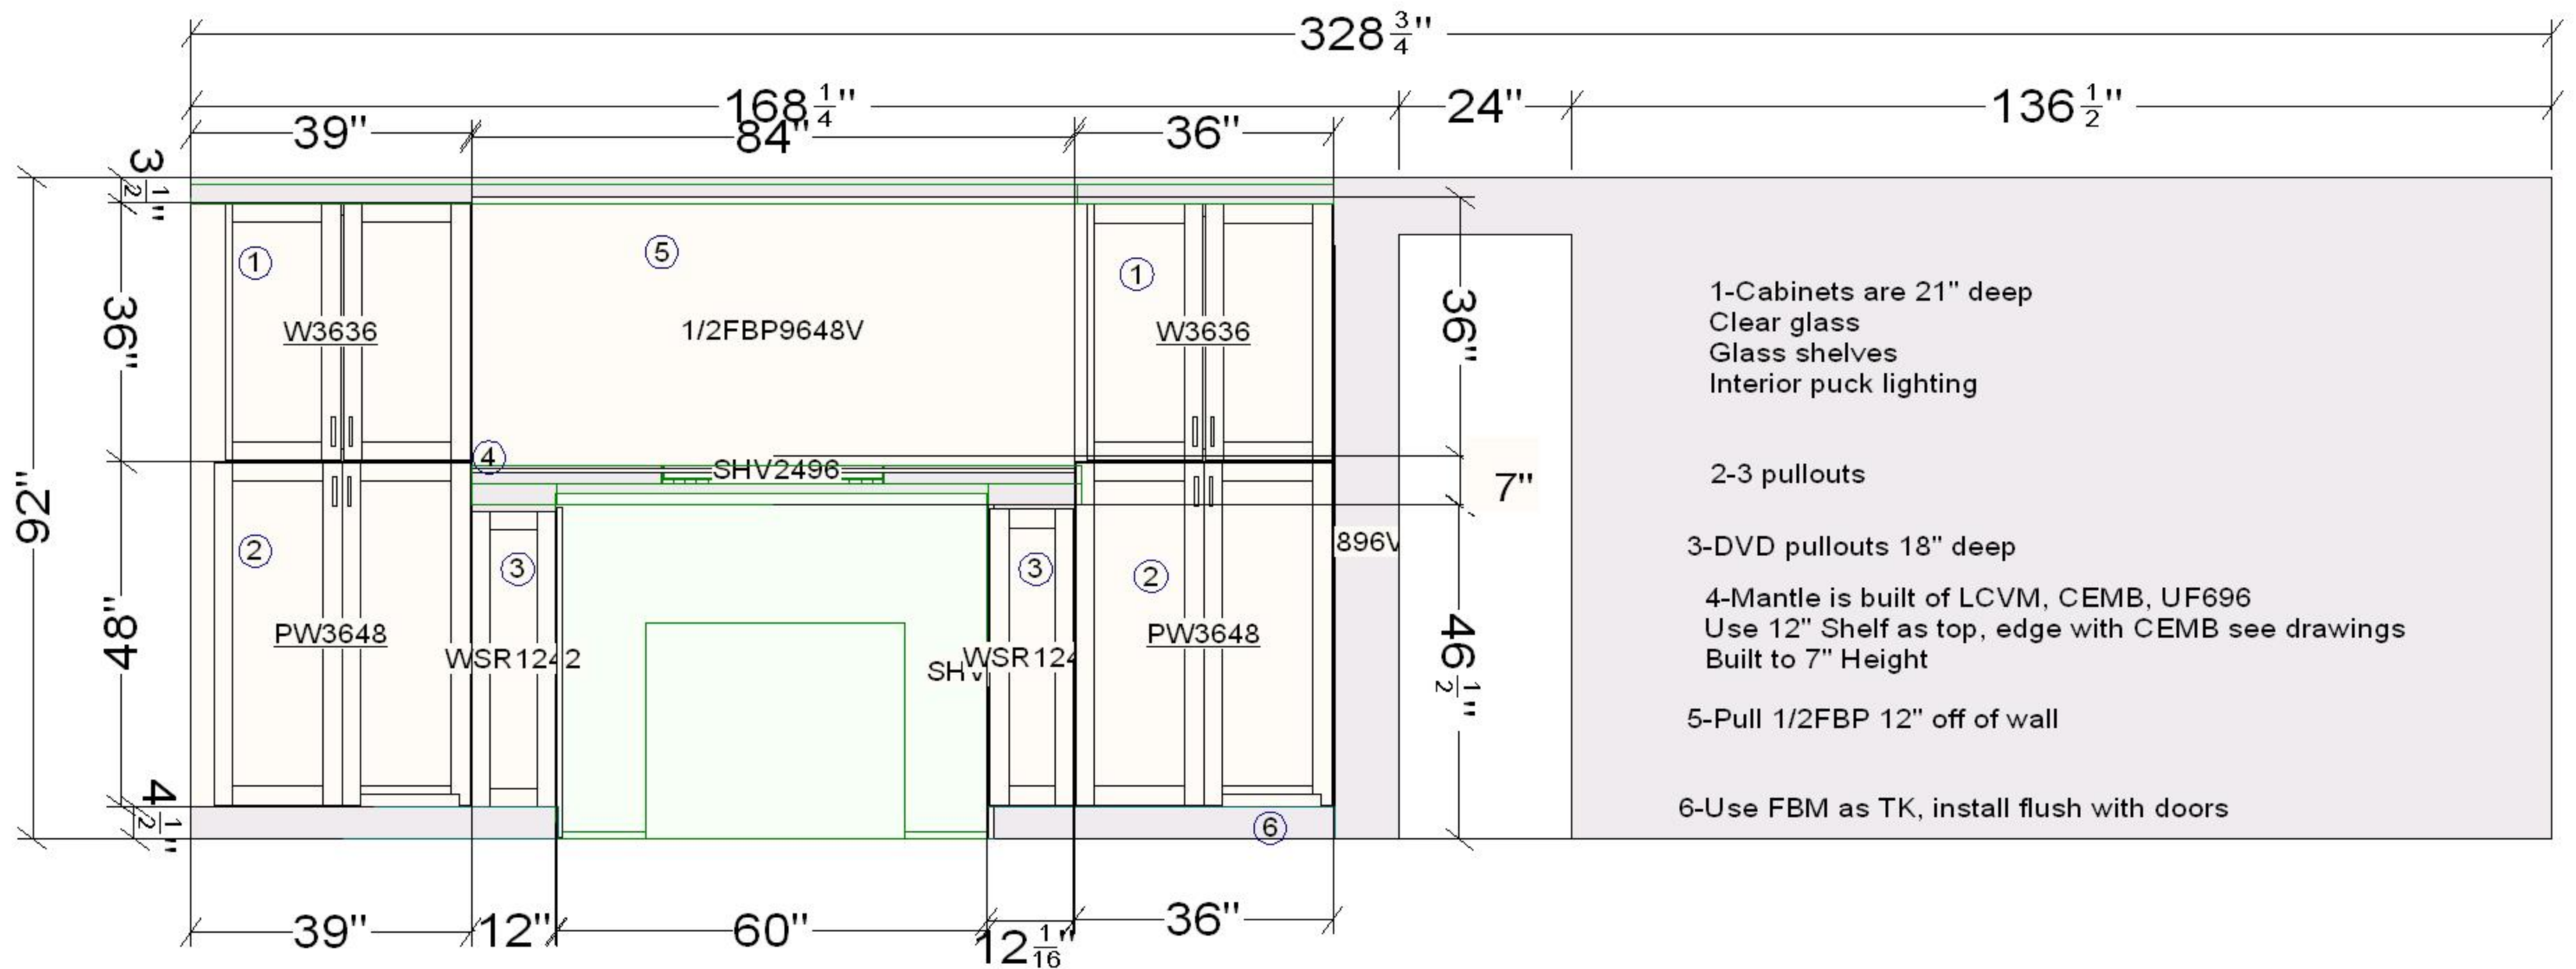 328 3/4"
168 1/4" 24" 136 1/2"
39" 84" 36"
3 1/2"
36"
48"
4 1/2"
92"
1
W3636
5
1/2FBP9648V
1
W3636
36"
4
SHV2496
7"
2
PW3648
3
WSR1242
SHV
3
WSR124
2
PW3648
896V
46 1/2"
6
39" 12" 60" 12 1/16" 36"
1-Cabinets are 21" deep
Clear glass
Glass shelves
Interior puck lighting
2-3 pullouts
3-DVD pullouts 18" deep
4-Mantle is built of LCVM, CEMB, UF696
Use 12" Shelf as top, edge with CEMB see drawings
Built to 7" Height
5-Pull 1/2FBP 12" off of wall
6-Use FBM as TK, install flush with doors